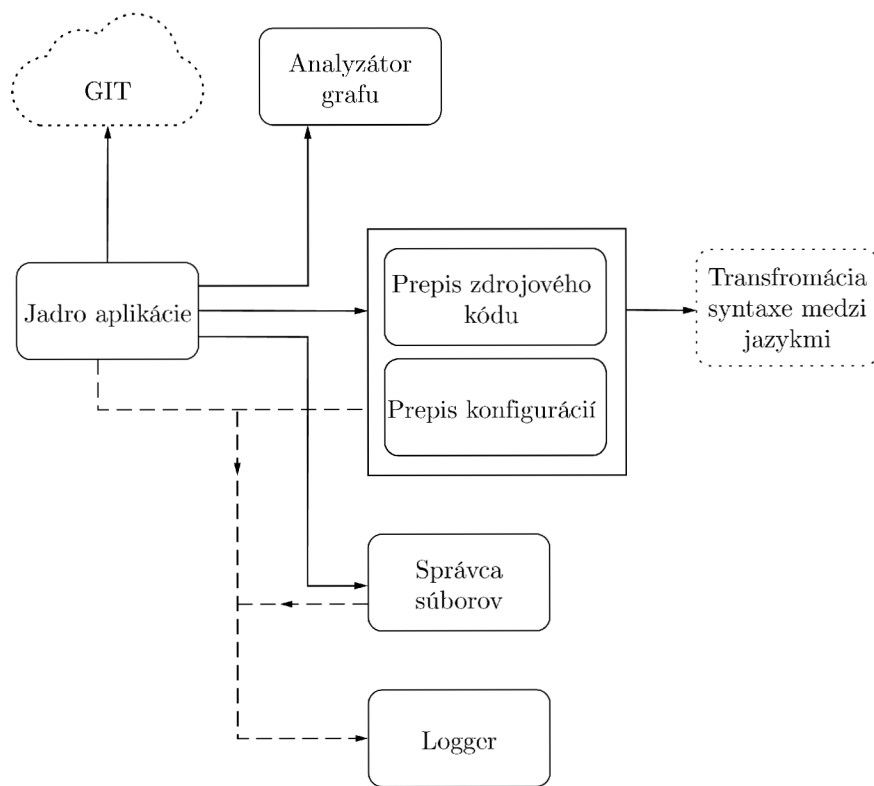 GIT
Analyzátor
grafu
Jadro aplikácie
Prepis zdrojového
kódu
Prepis konfigurácií
Transfromácia
syntaxe medzi
jazykmi
Správca
súborov
Logger